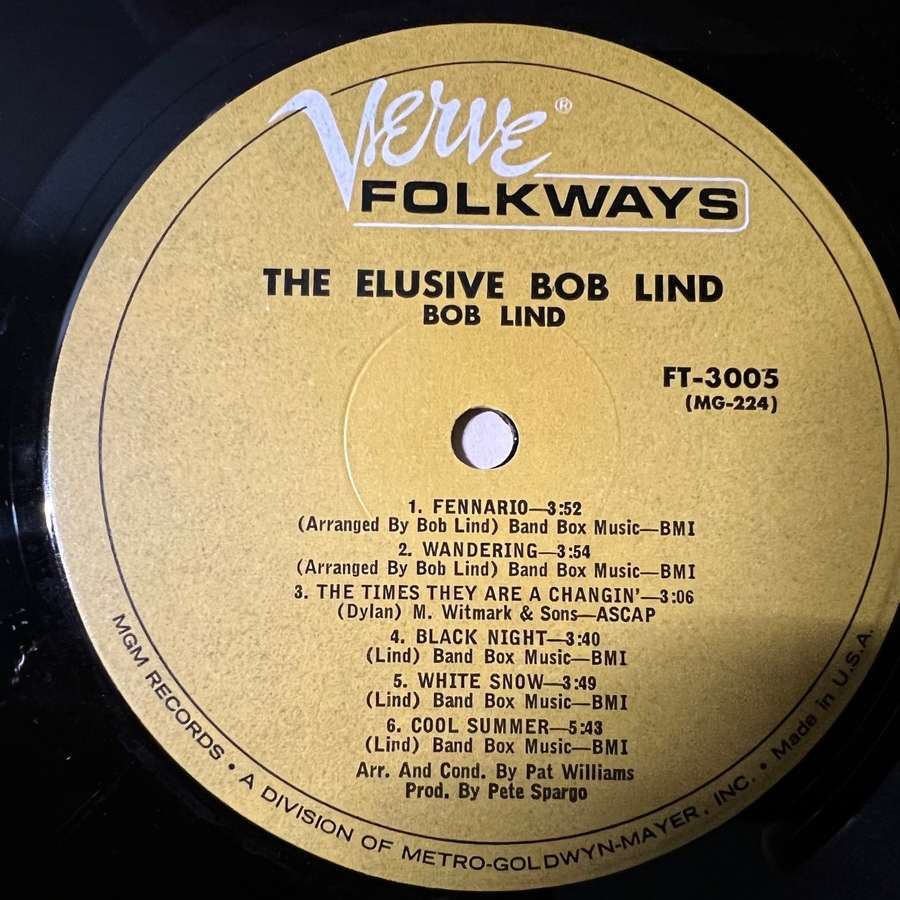 Verve®
FOLKWAYS
THE ELUSIVE BOB LIND
BOB LIND
FT-3005
(MG-224)
1. FENNARIO—3:52
(Arranged By Bob Lind) Band Box Music—BMI
2. WANDERING—3:54
(Arranged By Bob Lind) Band Box Music—BMI
3. THE TIMES THEY ARE A CHANGIN'—3:06
(Dylan) M. Witmark & Sons—ASCAP
4. BLACK NIGHT—3:40
(Lind) Band Box Music—BMI
5. WHITE SNOW—3:49
(Lind) Band Box Music—BMI
6. COOL SUMMER—5:43
(Lind) Band Box Music—BMI
Arr. And Cond. By Pat Williams
Prod. By Pete Spargo
MGM RECORDS • A DIVISION OF METRO-GOLDWYN-MAYER, INC. • Made in U.S.A.